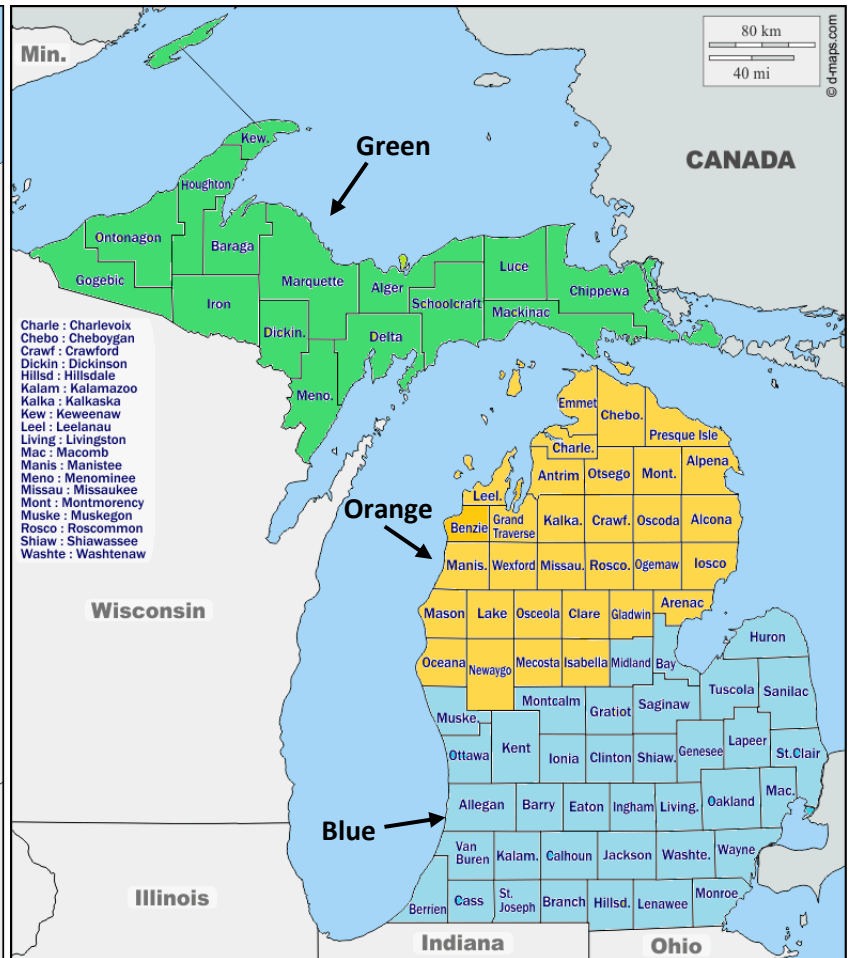 Min.
80 km
40 mi
© d-maps.com
CANADA
Green
Kew.
Houghton
Ontonagon
Baraga
Gogebic
Iron
Marquette
Alger
Schoolcraft
Luce
Chippewa
Mackinac
Dickin.
Delta
Meno.
Charle : Charlevoix
Chebo : Cheboygan
Crawf : Crawford
Dickin : Dickinson
Hillsd : Hillsdale
Kalam : Kalamazoo
Kalka : Kalkaska
Kew : Keweenaw
Leel : Leelanau
Living : Livingston
Mac : Macomb
Manis : Manistee
Meno : Menominee
Missau : Missaukee
Mont : Montmorency
Muske : Muskegon
Rosco : Roscommon
Shiaw : Shiawassee
Washte : Washtenaw
Orange
Emmet
Chebo.
Presque Isle
Charle.
Antrim
Otsego
Mont.
Alpena
Leel.
Benzie
Grand
Traverse
Kalka.
Crawf.
Oscoda
Alcona
Manis.
Wexford
Missau.
Rosco.
Ogemaw
Iosco
Mason
Lake
Osceola
Clare
Gladwin
Arenac
Oceana
Newaygo
Mecosta
Isabella
Midland
Bay
Huron
Wisconsin
Muske.
Montcalm
Gratiot
Saginaw
Tuscola
Sanilac
Ottawa
Kent
Ionia
Clinton
Shiaw.
Genesee
Lapeer
St.Clair
Blue
Allegan
Barry
Eaton
Ingham
Living.
Oakland
Mac.
Van
Buren
Kalam.
Calhoun
Jackson
Washte.
Wayne
Berrien
Cass
St.
Joseph
Branch
Hillsd.
Lenawee
Monroe
Illinois
Indiana
Ohio